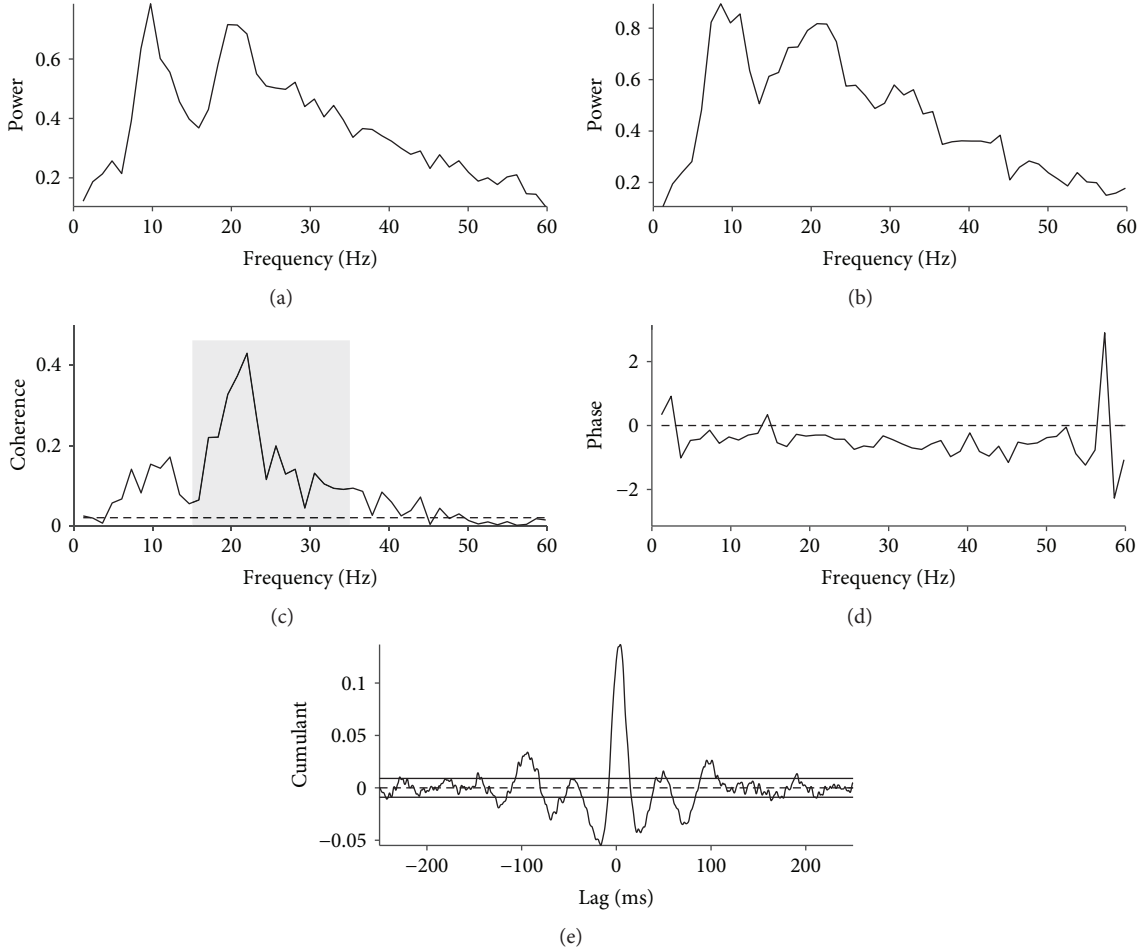 0.6
0.4
0.2
Power
0 10 20 30 40 50 60
Frequency (Hz)
(a)
0.8
0.6
0.4
0.2
Power
0 10 20 30 40 50 60
Frequency (Hz)
(b)
0.4
0.2
0
Coherence
0 10 20 30 40 50 60
Frequency (Hz)
(c)
2
0
−2
Phase
0 10 20 30 40 50 60
Frequency (Hz)
(d)
0.1
0.05
0
−0.05
Cumulant
−200 −100 0 100 200
Lag (ms)
(e)